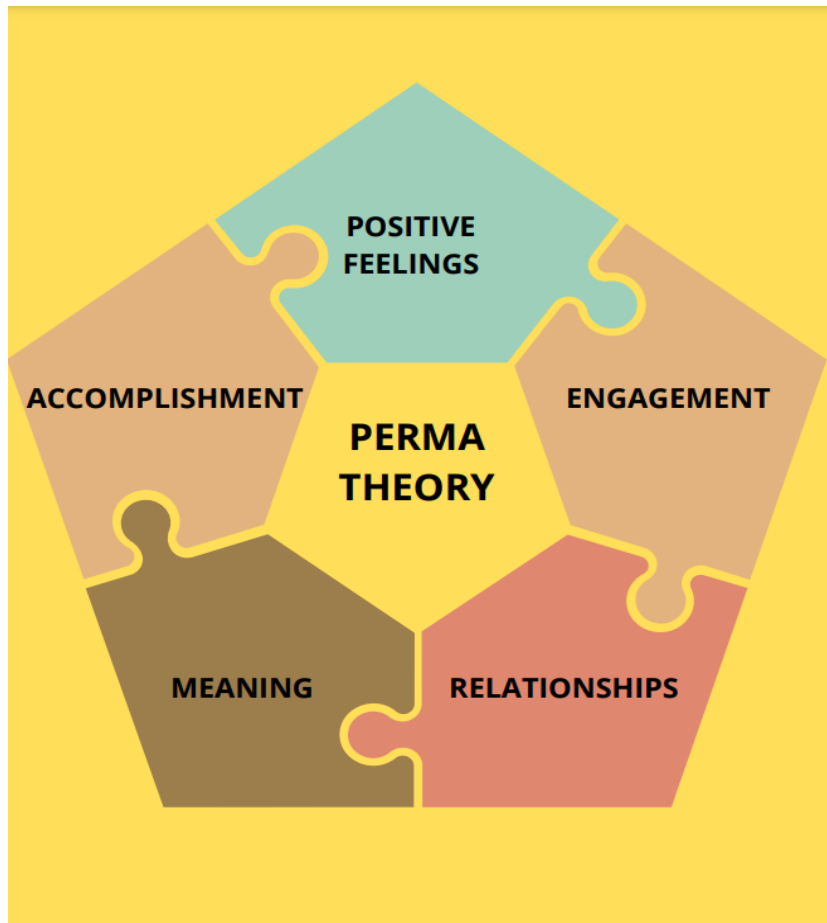 POSITIVE
FEELINGS
ACCOMPLISHMENT
ENGAGEMENT
PERMA
THEORY
MEANING
RELATIONSHIPS